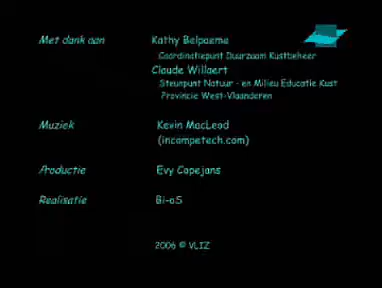 Met dank aan Kathy Belpaeme
Coördinatiepunt Duurzaam Kustbeheer
Claude Willaert
Steunpunt Natuur - en Milieu Educatie Kust
Provincie West-Vlaanderen
Muziek Kevin MacLeod
(incompetech.com)
Productie Evy Copejans
Realisatie Bi-oS
2006 © VLIZ